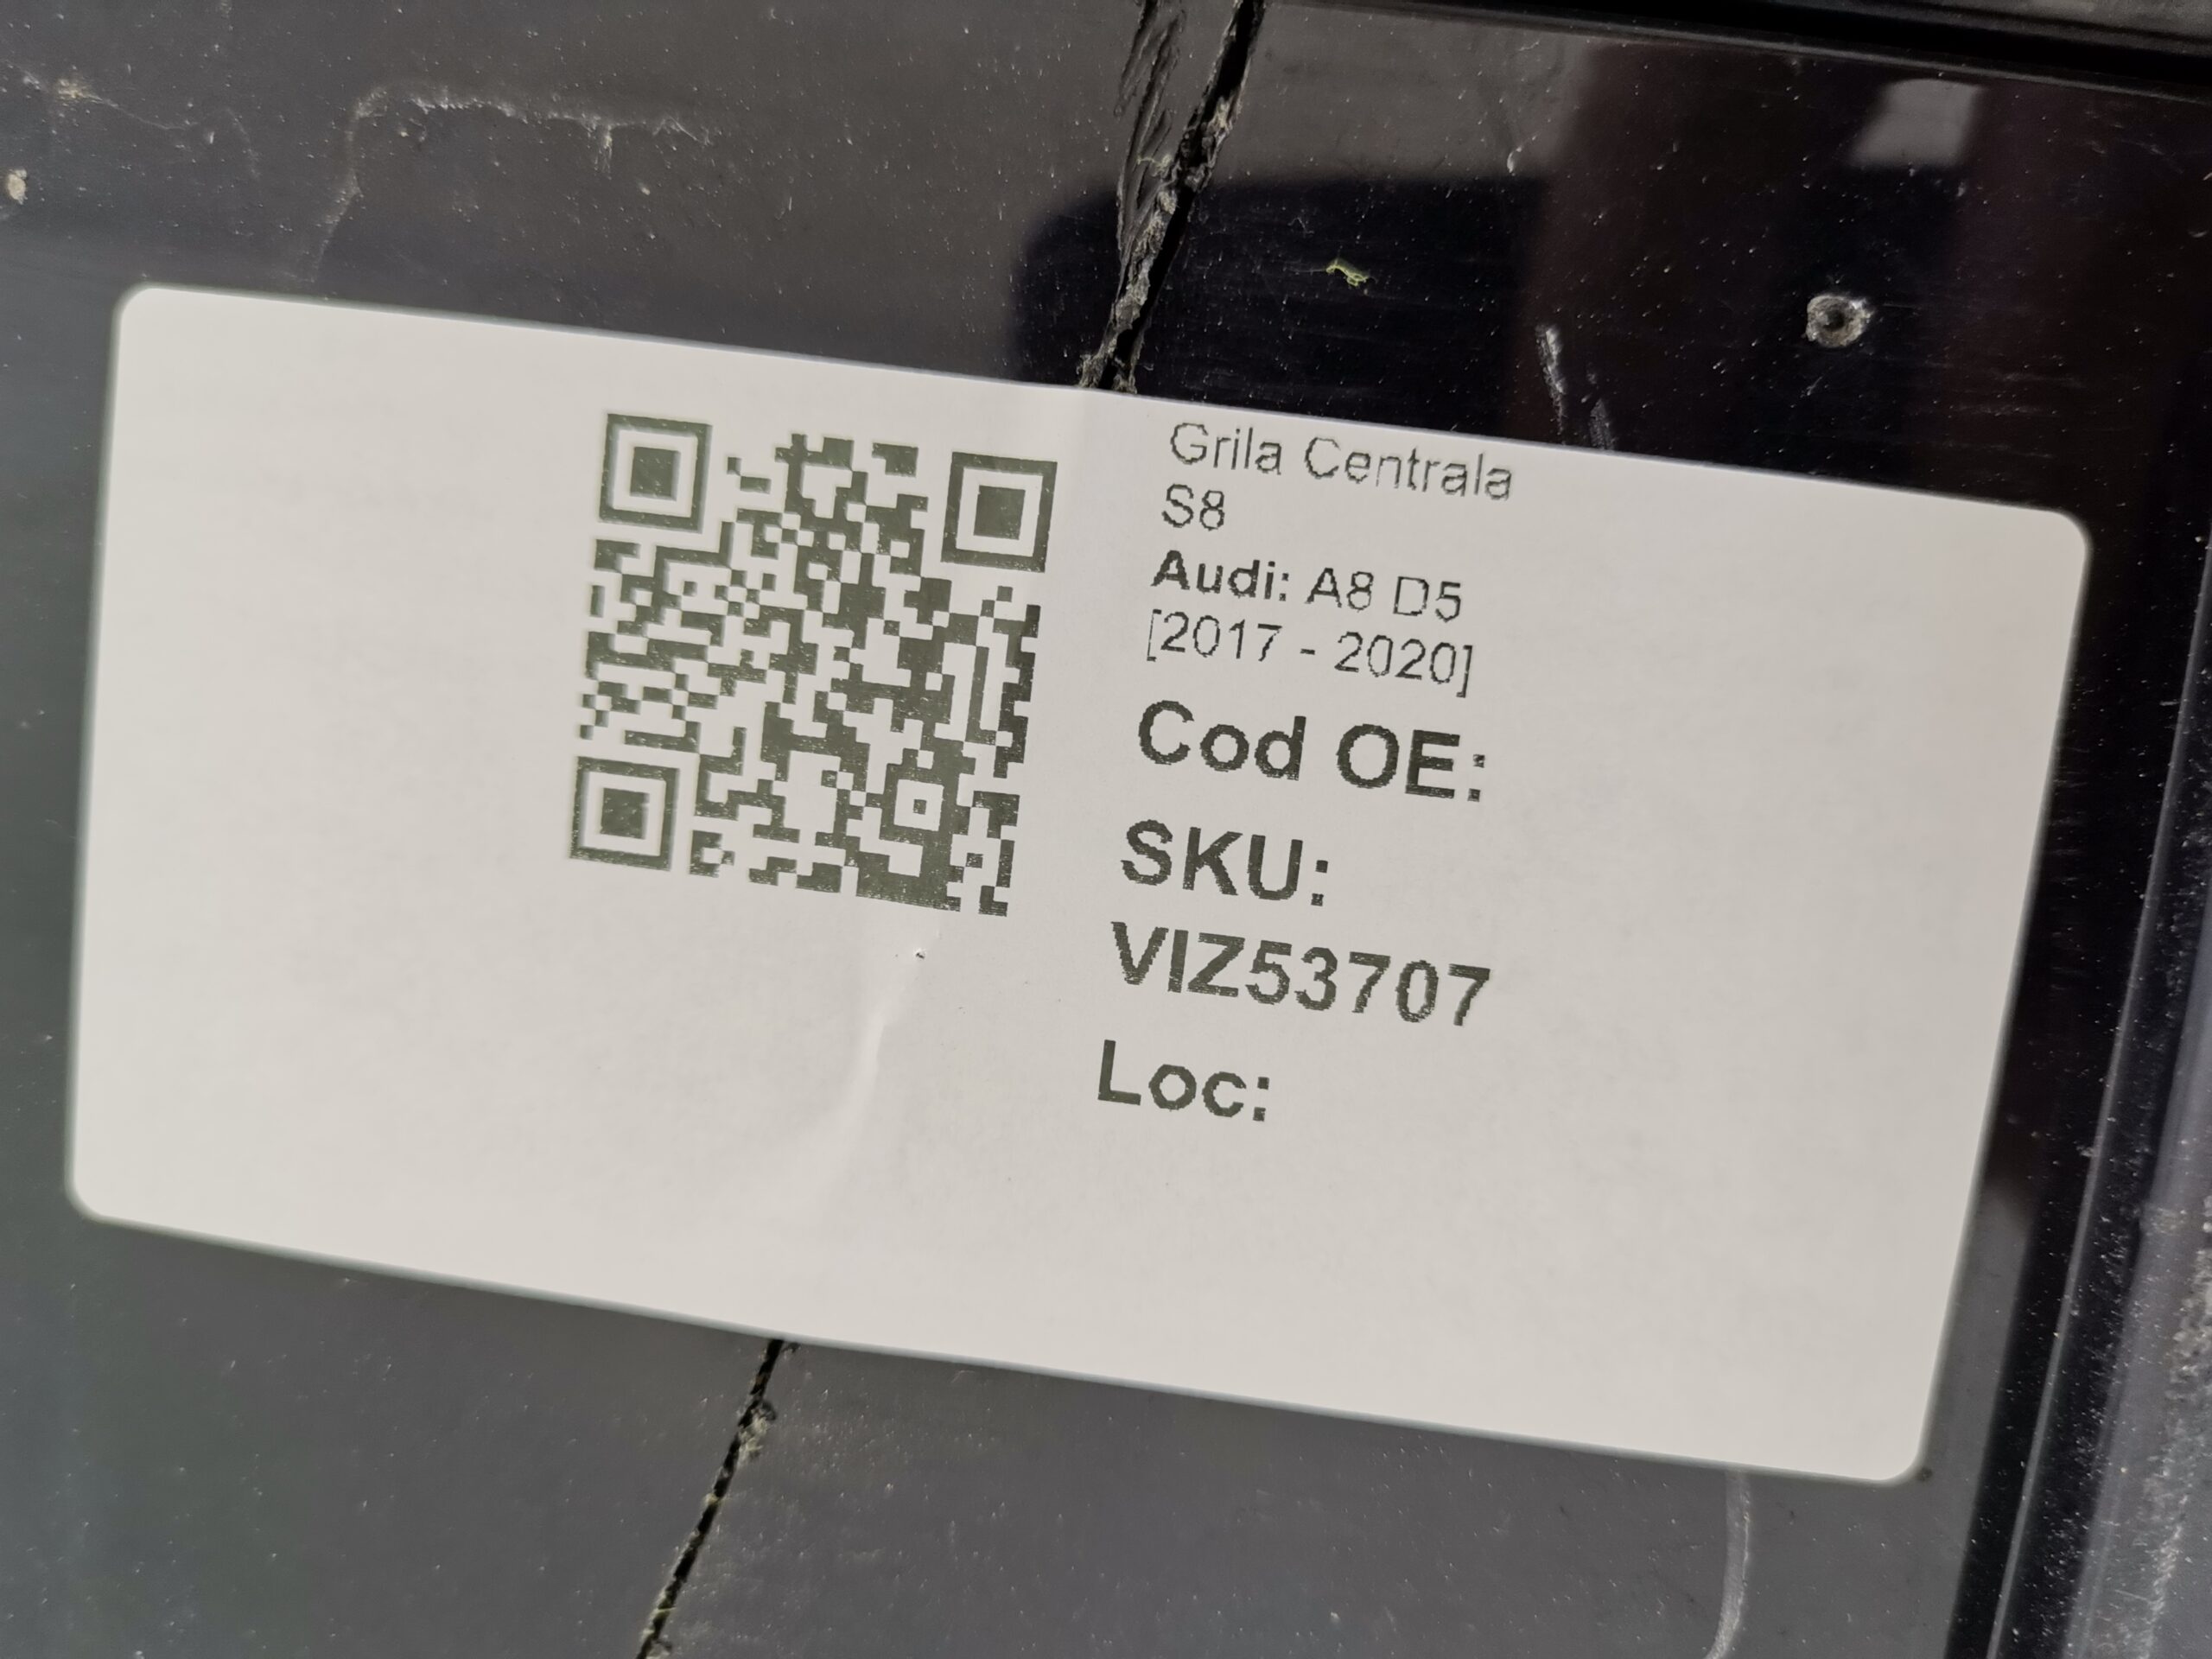 Grila Centrala
S8
Audi: A8 D5
[2017 - 2020]
Cod OE:
SKU:
VIZ53707
Loc: